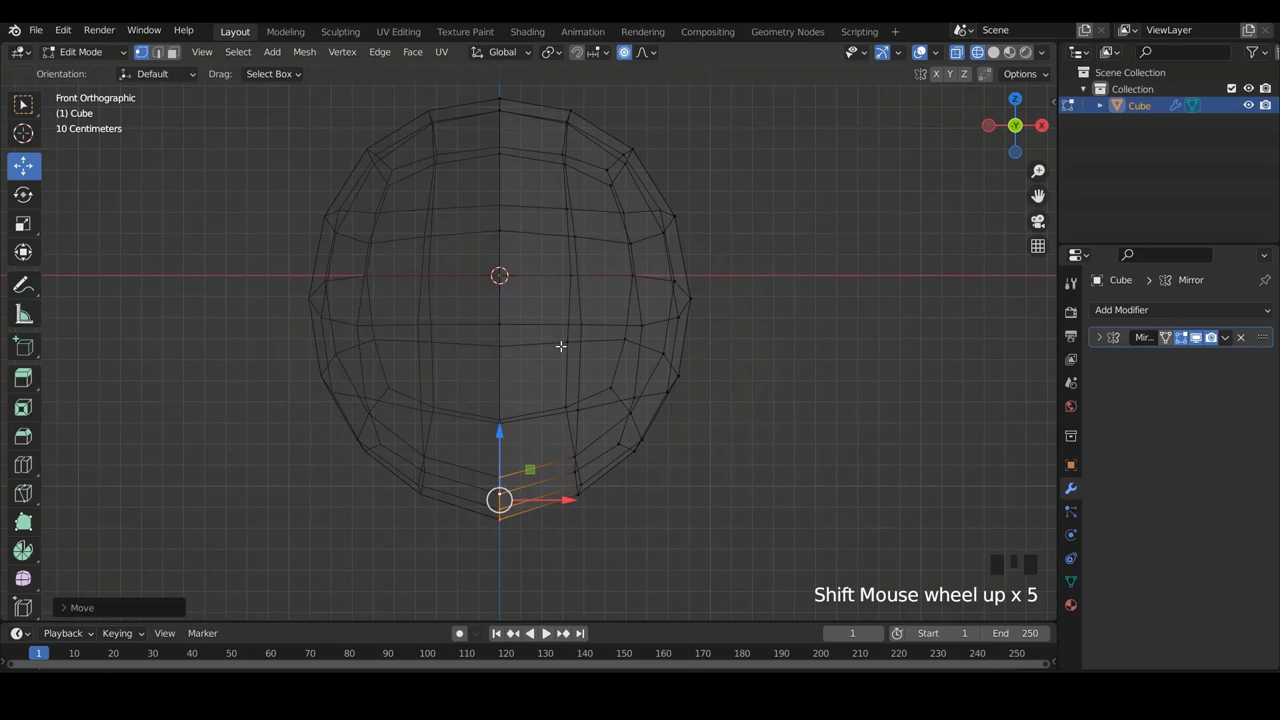 File Edit Render Window Help Layout Modeling Sculpting UV Editing Texture Paint Shading Animation Rendering Compositing Geometry Nodes Scripting + Scene ViewLayer
Edit Mode View Select Add Mesh Vertex Edge Face UV Global
Orientation: Default Drag: Select Box X Y Z Options
Scene Collection
Collection
Cube
Front Orthographic
(1) Cube
10 Centimeters
Z
-Y
X
Cube > Mirror
Add Modifier
Mir...
Shift Mouse wheel up x 5
> Move
Playback Keying View Marker 1 Start 1 End 250
1 10 20 30 40 50 60 70 80 90 100 110 120 130 140 150 160 170 180 190 200 210 220 230 240 250